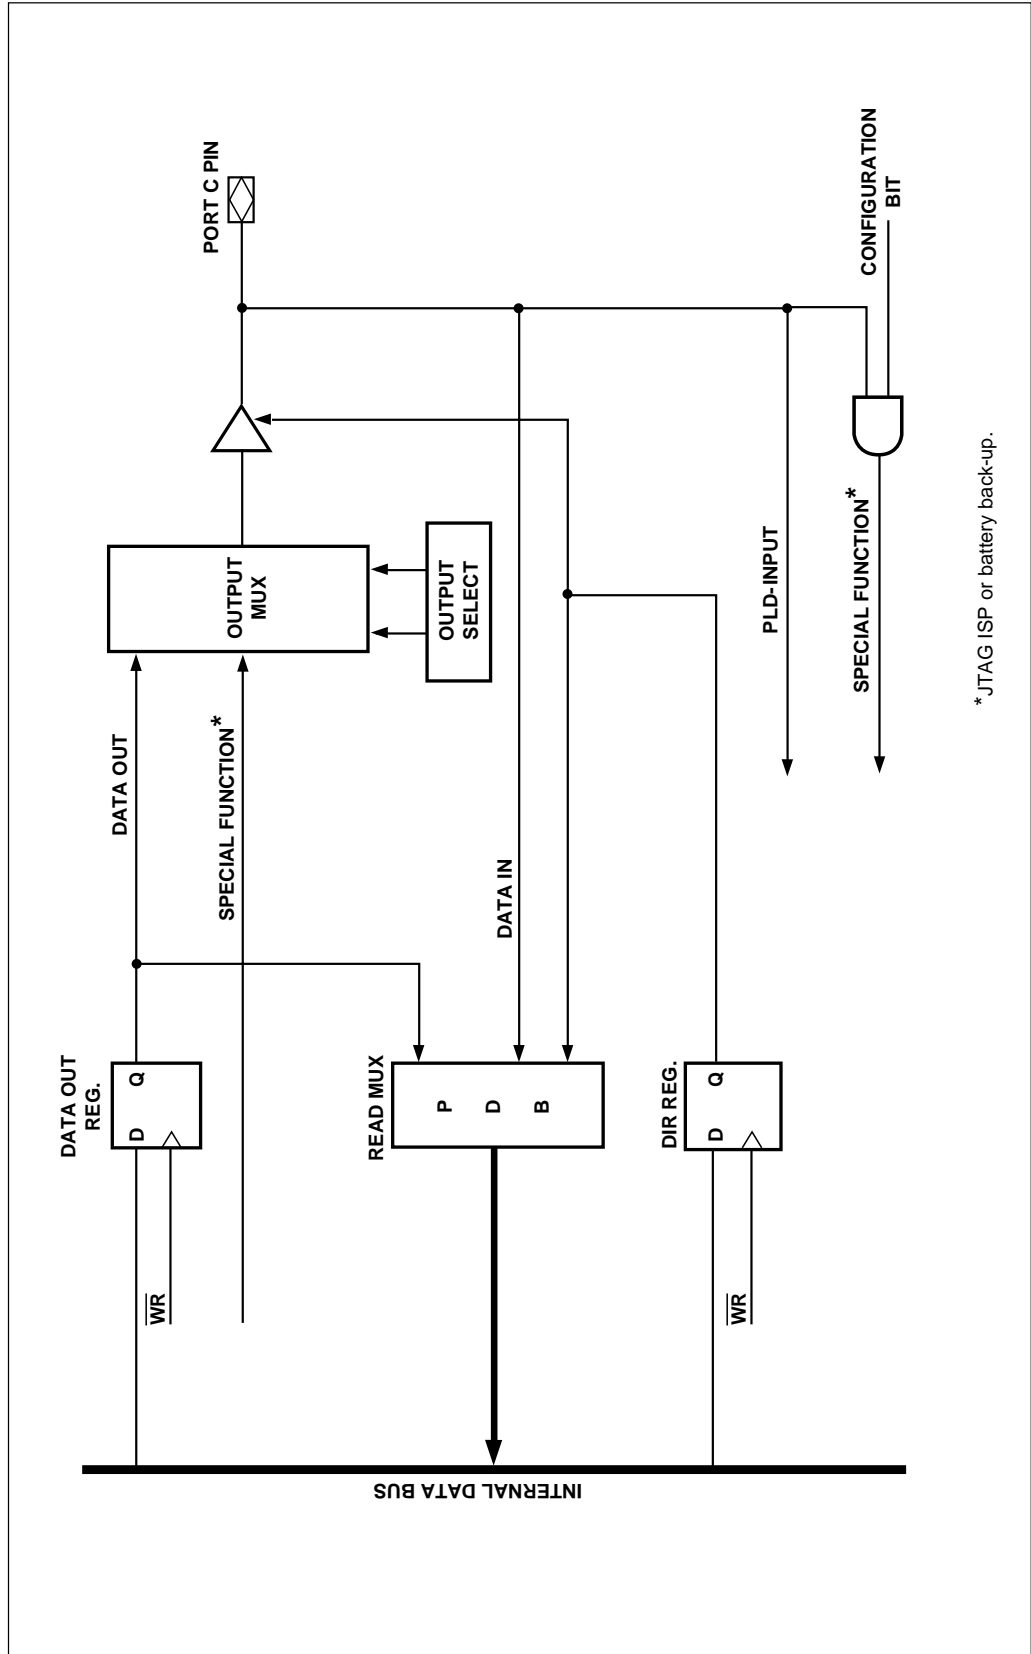 DATA OUT
REG.
D
Q
WR
DATA OUT
SPECIAL FUNCTION*
OUTPUT
MUX
PORT C PIN
OUTPUT
SELECT
READ MUX
P
D
B
DATA IN
DIR REG.
D
Q
WR
PLD-INPUT
SPECIAL FUNCTION*
CONFIGURATION
BIT
INTERNAL DATA BUS
*JTAG ISP or battery back-up.